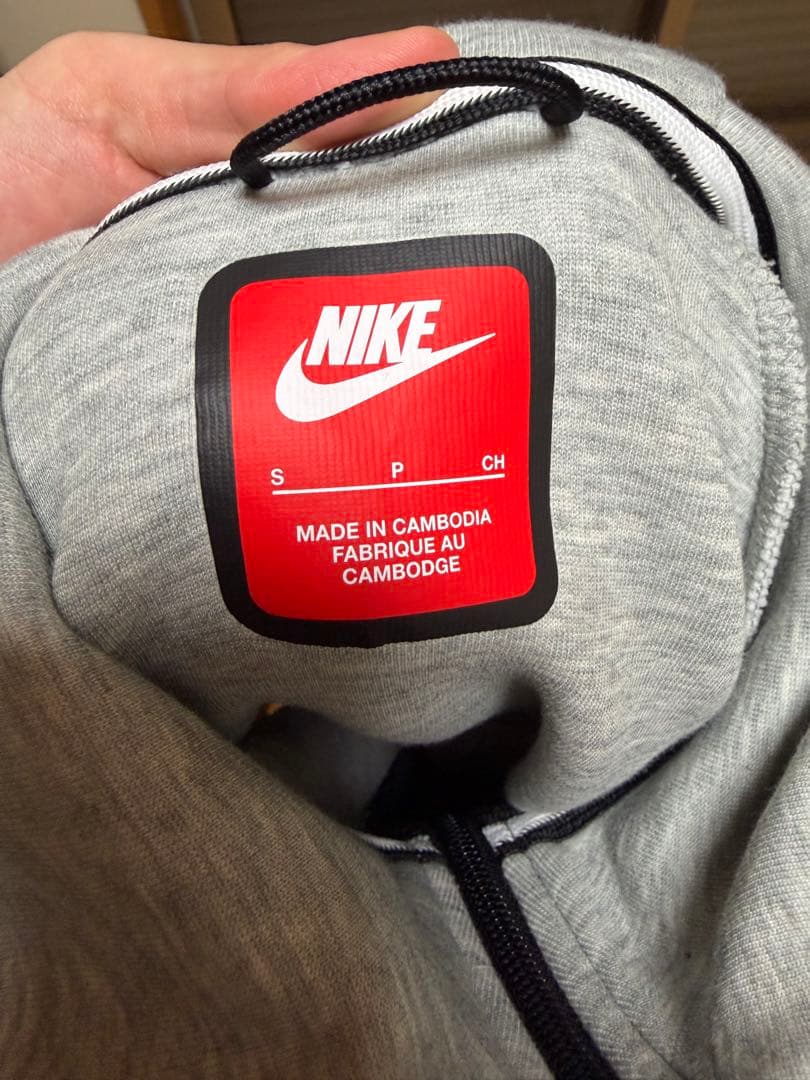 NIKE
S P CH
MADE IN CAMBODIA
FABRIQUE AU
CAMBODGE